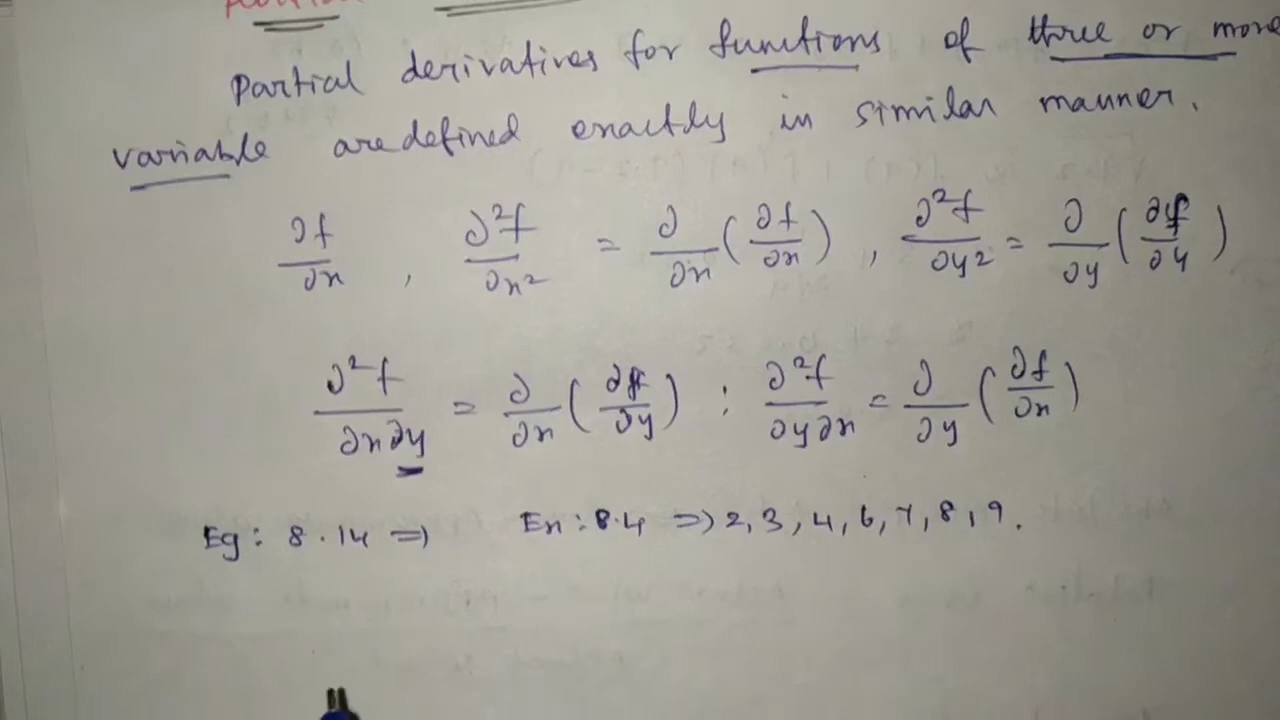 Partial derivatives for functions of three or more
variable are defined exactly in similar manner.
∂f/∂x , ∂²f/∂x² = ∂/∂x (∂f/∂x) , ∂²f/∂y² = ∂/∂y (∂f/∂y)
∂²f/∂x∂y = ∂/∂x (∂f/∂y) ; ∂²f/∂y∂x = ∂/∂y (∂f/∂x)
Eg: 8.14 => Ex: 8.4 => 2, 3, 4, 6, 7, 8, 9.